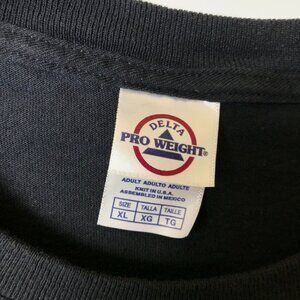 DELTA
PRO WEIGHT®
ADULT ADULTO ADULTE
KNIT IN U.S.A.
ASSEMBLED IN MEXICO
SIZE TALLA TAILLE
XL XG TG